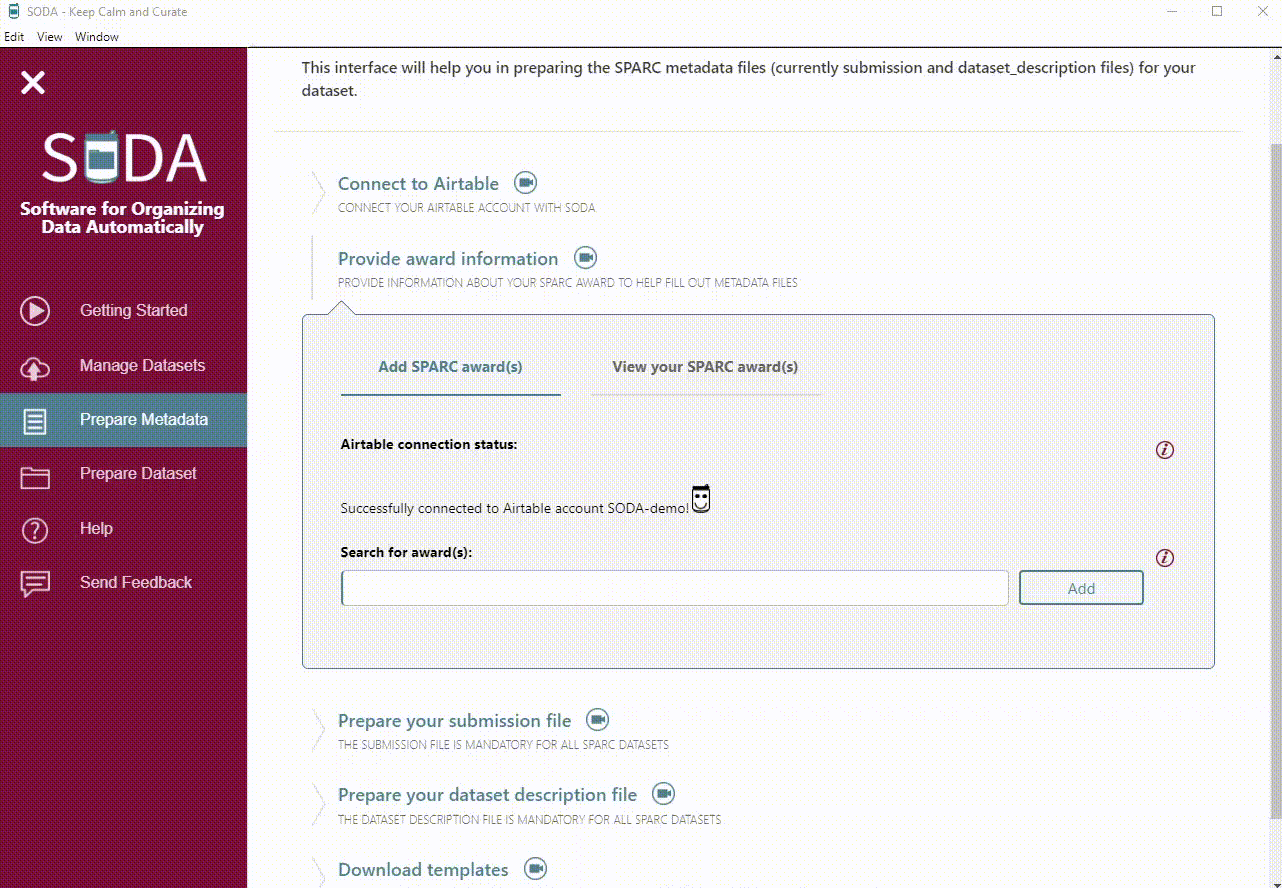 SODA - Keep Calm and Curate
Edit View Window
This interface will help you in preparing the SPARC metadata files (currently submission and dataset_description files) for your
dataset.
SODA
Software for Organizing
Data Automatically
Getting Started
Manage Datasets
Prepare Metadata
Prepare Dataset
Help
Send Feedback
Connect to Airtable
CONNECT YOUR AIRTABLE ACCOUNT WITH SODA
Provide award information
PROVIDE INFORMATION ABOUT YOUR SPARC AWARD TO HELP FILL OUT METADATA FILES
Add SPARC award(s) View your SPARC award(s)
Airtable connection status:
Successfully connected to Airtable account SODA-demo!
Search for award(s):
Add
Prepare your submission file
THE SUBMISSION FILE IS MANDATORY FOR ALL SPARC DATASETS
Prepare your dataset description file
THE DATASET DESCRIPTION FILE IS MANDATORY FOR ALL SPARC DATASETS
Download templates